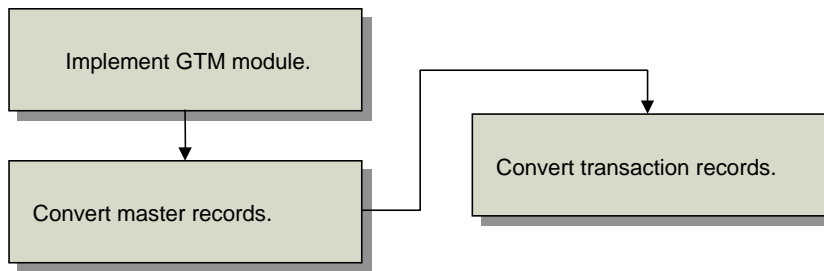 Implement GTM module.
Convert master records.
Convert transaction records.